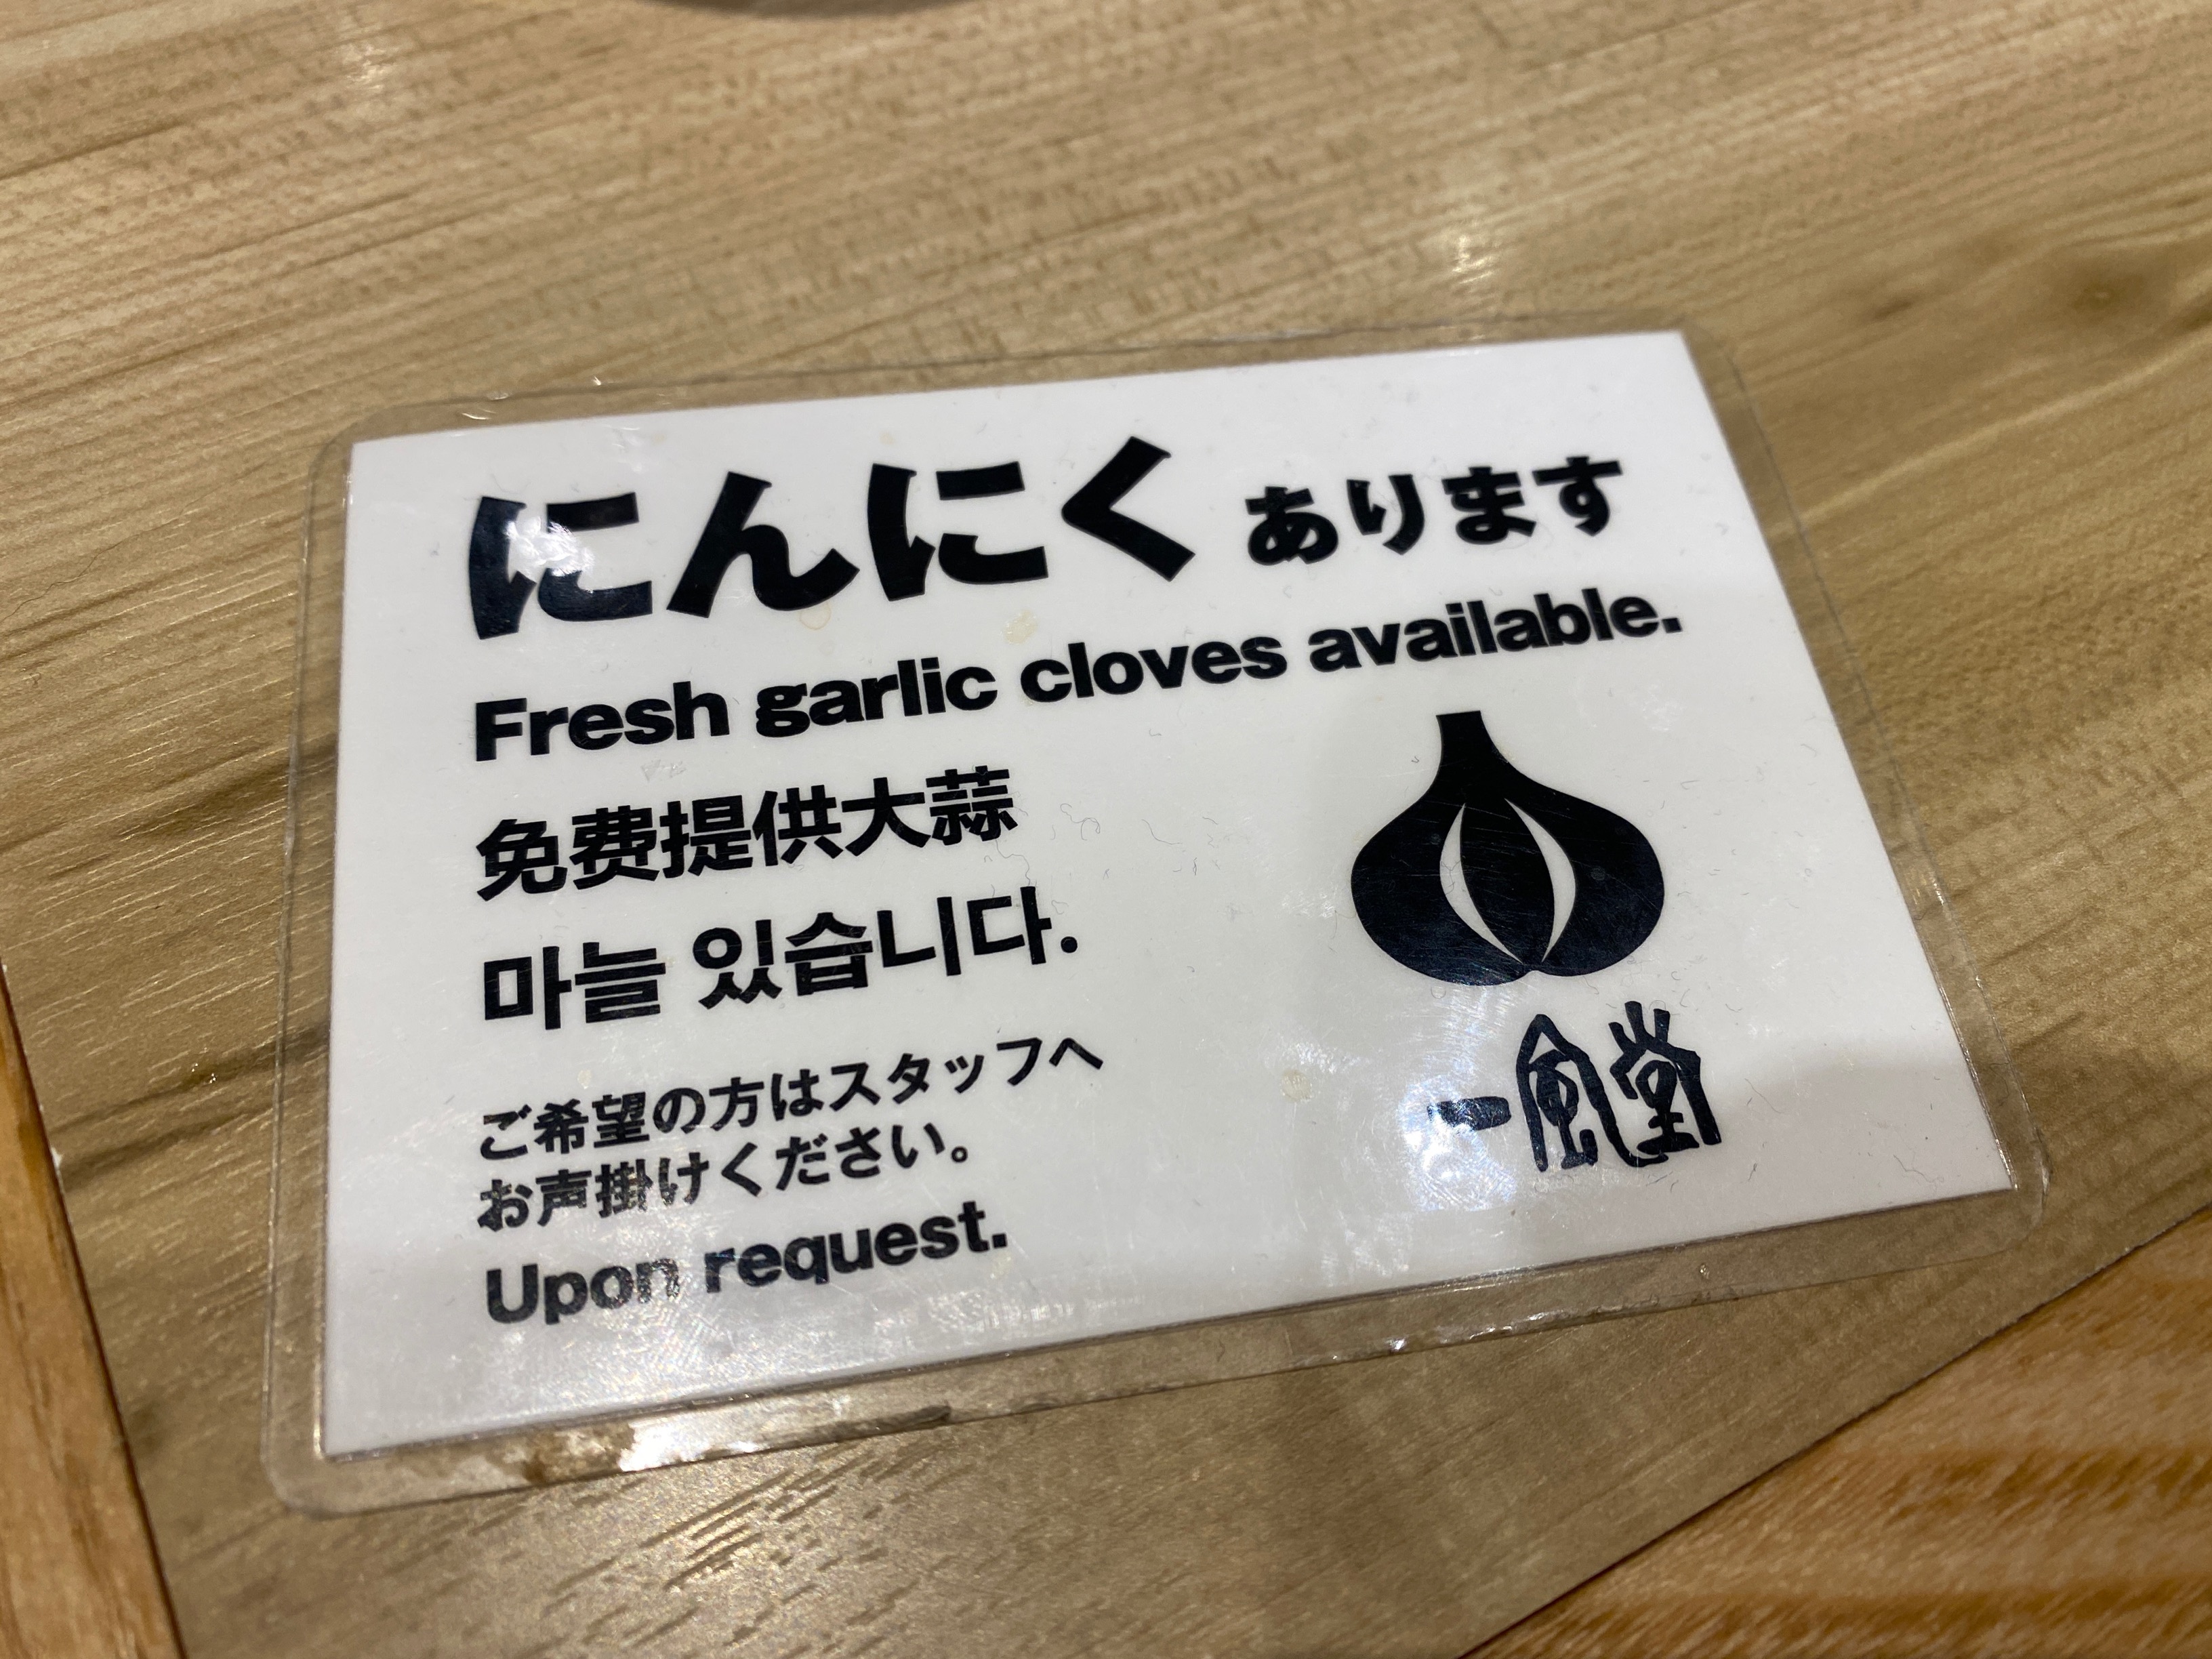 にんにく あります
Fresh garlic cloves available.
免费提供大蒜
마늘 있습니다.
ご希望の方はスタッフへ
お声掛けください。
Upon request.
一風堂